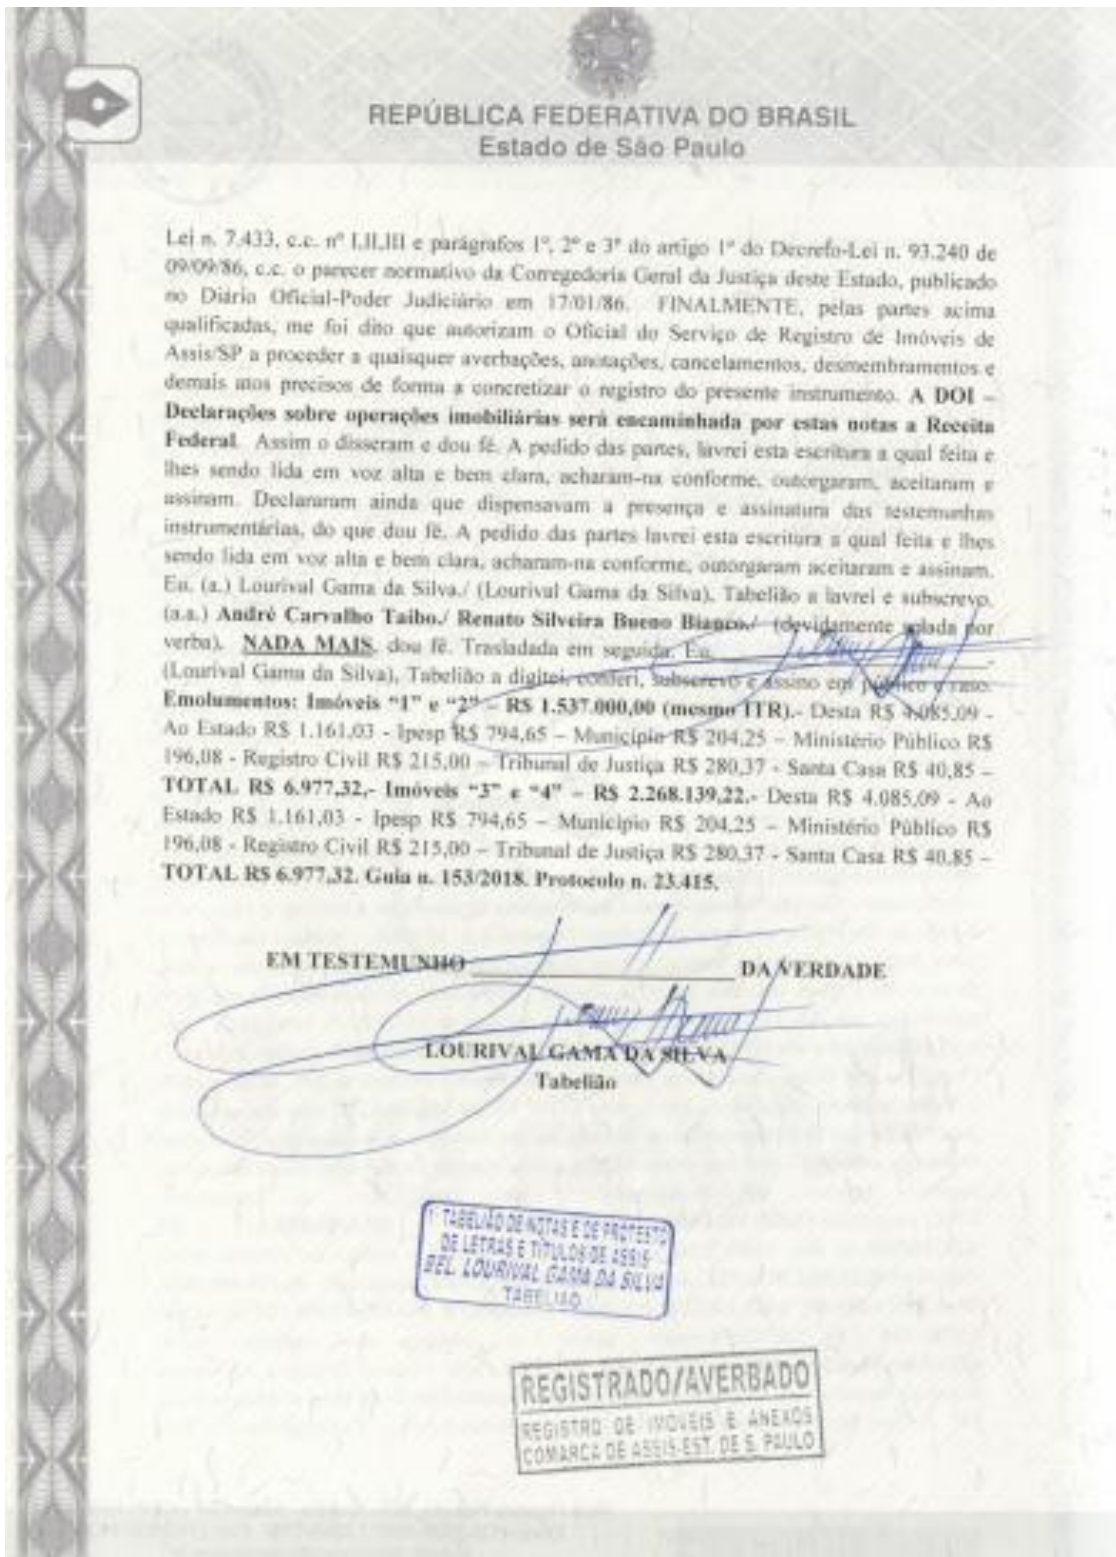 REPÚBLICA FEDERATIVA DO BRASIL
Estado de São Paulo
Lei n. 7.433, c.c. nº I,II,III e parágrafos 1º, 2º e 3º do artigo 1º do Decreto-Lei n. 93.240 de
09/09/86, c.c. o parecer normativo da Corregedoria Geral da Justiça deste Estado, publicado
no Diário Oficial-Poder Judiciário em 17/01/86. FINALMENTE, pelas partes acima
qualificadas, me foi dito que autorizam o Oficial do Serviço de Registro de Imóveis de
Assis/SP a proceder a quaisquer averbações, anotações, cancelamentos, desmembramentos e
demais atos precisos de forma a concretizar o registro do presente instrumento. A DOI –
Declarações sobre operações imobiliárias será encaminhada por estas notas a Receita
Federal. Assim o disseram e dou fé. A pedido das partes, lavrei esta escritura a qual feita e
lhes sendo lida em voz alta e bem clara, acharam-na conforme, outorgaram, aceitaram e
assinam. Declararam ainda que dispensavam a presença e assinatura das testemunhas
instrumentárias, do que dou fé. A pedido das partes lavrei esta escritura a qual feita e lhes
sendo lida em voz alta e bem clara, acharam-na conforme, outorgaram aceitaram e assinam.
Eu, (a.) Lourival Gama da Silva./ (Lourival Gama da Silva), Tabelião a lavrei e subscrevo.
(a.a.) André Carvalho Taibo./ Renato Silveira Bueno Bianco./ (devidamente selada por
verba). NADA MAIS, dou fé. Trasladada em seguida. Eu,
(Lourival Gama da Silva), Tabelião a digitei, conferi, subscrevo e assino em público e raso.
Emolumentos: Imóveis “1” e “2” – R$ 1.537.000,00 (mesmo ITR).- Desta R$ 4.085,09 -
Ao Estado R$ 1.161,03 - Ipesp R$ 794,65 – Município R$ 204,25 – Ministério Público R$
196,08 - Registro Civil R$ 215,00 – Tribunal de Justiça R$ 280,37 - Santa Casa R$ 40,85 –
TOTAL R$ 6.977,32,- Imóveis “3” e “4” – R$ 2.268.139,22.- Desta R$ 4.085,09 - Ao
Estado R$ 1.161,03 - Ipesp R$ 794,65 – Município R$ 204,25 – Ministério Público R$
196,08 - Registro Civil R$ 215,00 – Tribunal de Justiça R$ 280,37 - Santa Casa R$ 40,85 –
TOTAL R$ 6.977,32. Guia n. 153/2018. Protocolo n. 23.415.
EM TESTEMUNHO DA VERDADE
LOURIVAL GAMA DA SILVA
Tabelião
1º TABELIÃO DE NOTAS E DE PROTESTO
DE LETRAS E TÍTULOS DE ASSIS
BEL. LOURIVAL GAMA DA SILVA
TABELIÃO
REGISTRADO/AVERBADO
REGISTRO DE IMÓVEIS E ANEXOS
COMARCA DE ASSIS-EST. DE S. PAULO